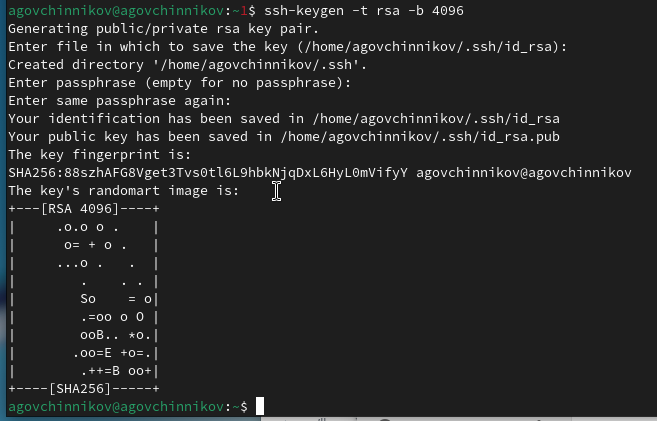 agovchinnikov@agovchinnikov:~1$ ssh-keygen -t rsa -b 4096
Generating public/private rsa key pair.
Enter file in which to save the key (/home/agovchinnikov/.ssh/id_rsa):
Created directory '/home/agovchinnikov/.ssh'.
Enter passphrase (empty for no passphrase):
Enter same passphrase again:
Your identification has been saved in /home/agovchinnikov/.ssh/id_rsa
Your public key has been saved in /home/agovchinnikov/.ssh/id_rsa.pub
The key fingerprint is:
SHA256:88szhAFG8Vget3Tvs0tl6L9hbkNjqDxL6HyL0mVifyY agovchinnikov@agovchinnikov
The key's randomart image is:
+---[RSA 4096]----+
|     .o.o o .    |
|      o= + o .   |
|     ...o .   .  |
|        .    . . |
|        So    = o|
|        .=oo o O |
|        ooB.. *o.|
|       .oo=E +o=.|
|        .++=B oo+|
+----[SHA256]-----+
agovchinnikov@agovchinnikov:~$